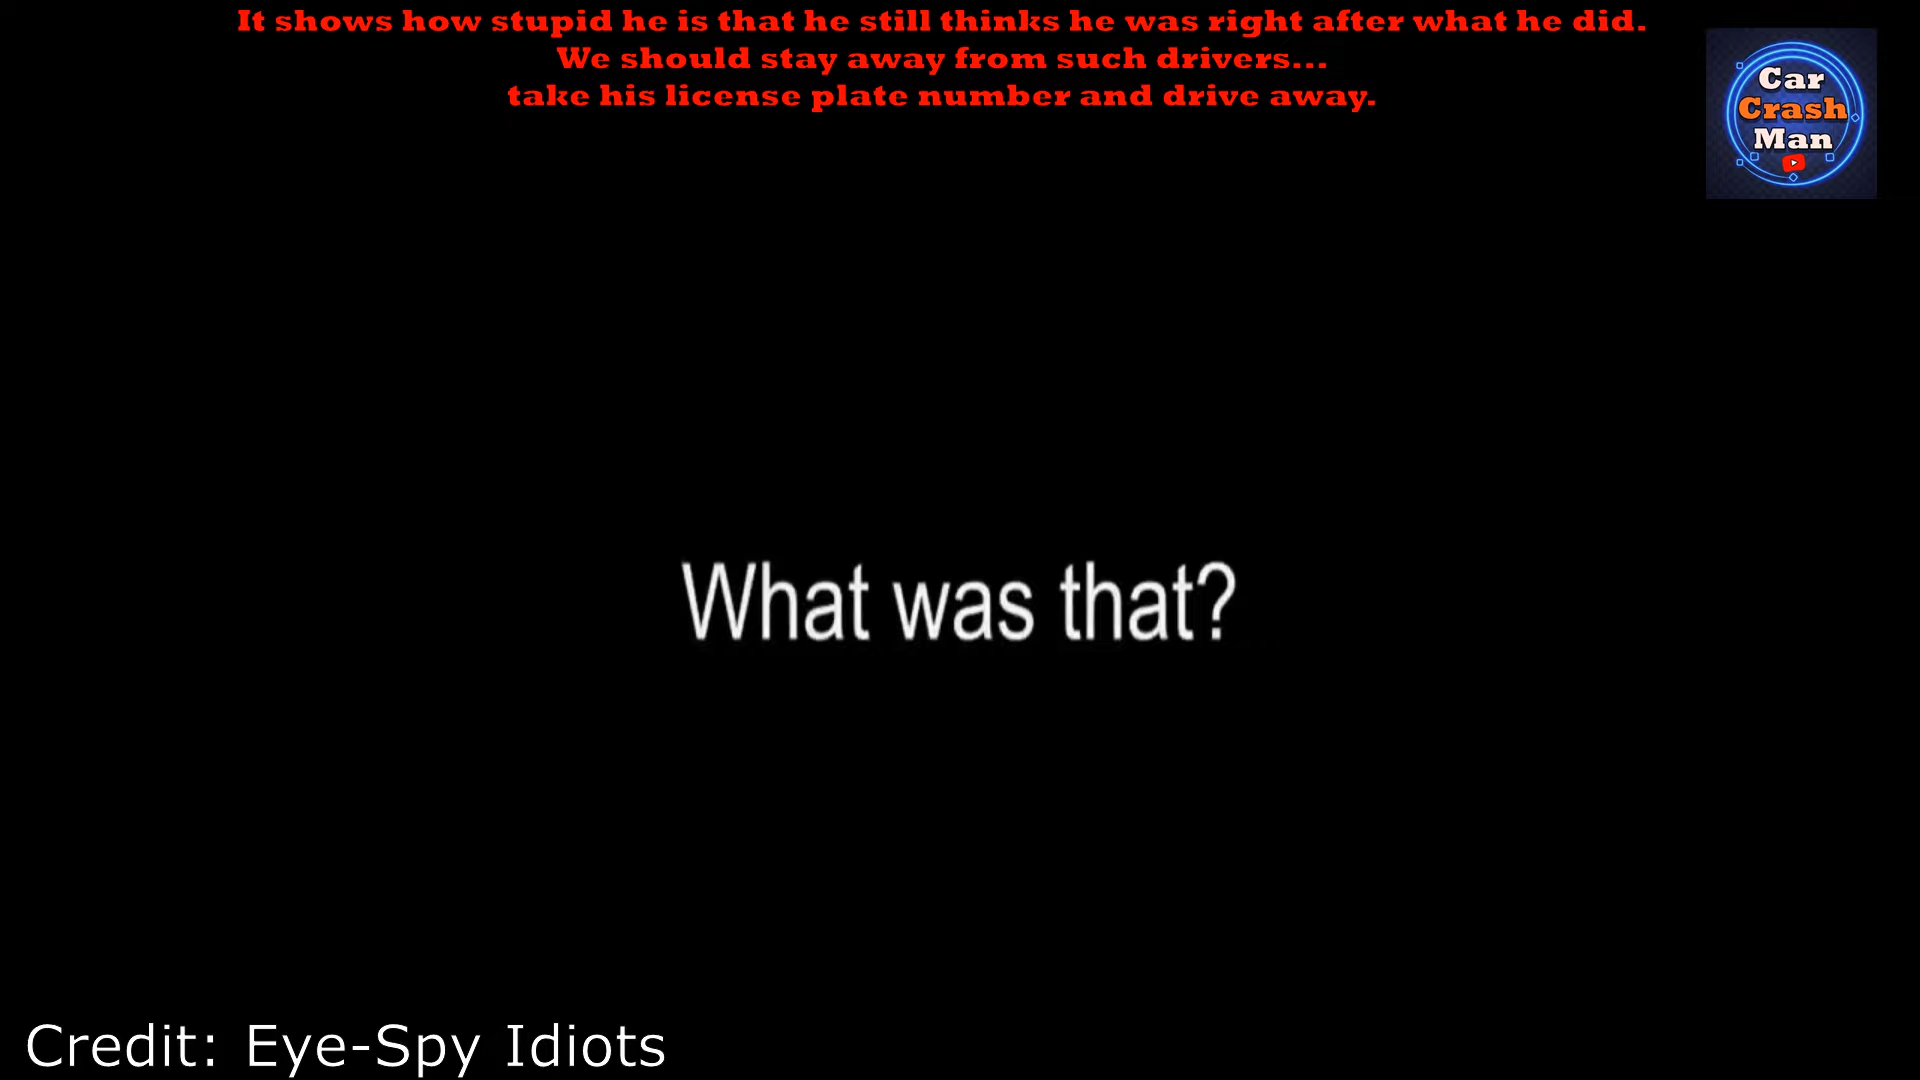 It shows how stupid he is that he still thinks he was right after what he did.
We should stay away from such drivers...
take his license plate number and drive away.
Car
Crash
Man
What was that?
Credit: Eye-Spy Idiots